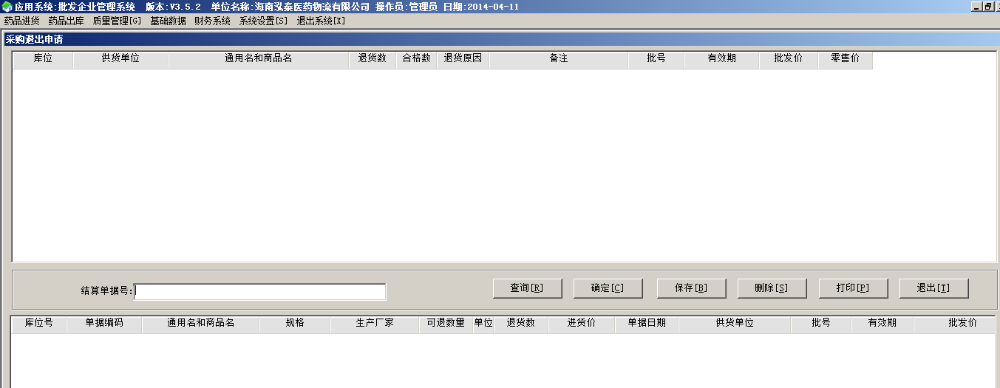 应用系统:批发企业管理系统 版本:V3.5.2 单位名称:海南泓泰医药物流有限公司 操作员:管理员 日期:2014-04-11
药品进货 药品出库 质量管理[G] 基础数据 财务系统 系统设置[S] 退出系统[X]
采购退出申请
库位 供货单位 通用名和商品名 退货数 合格数 退货原因 备注 批号 有效期 批发价 零售价
结算单据号: 查询[R] 确定[C] 保存[B] 删除[S] 打印[P] 退出[T]
库位号 单据编码 通用名和商品名 规格 生产厂家 可退数量 单位 退货数 进货价 单据日期 供货单位 批号 有效期 批发价